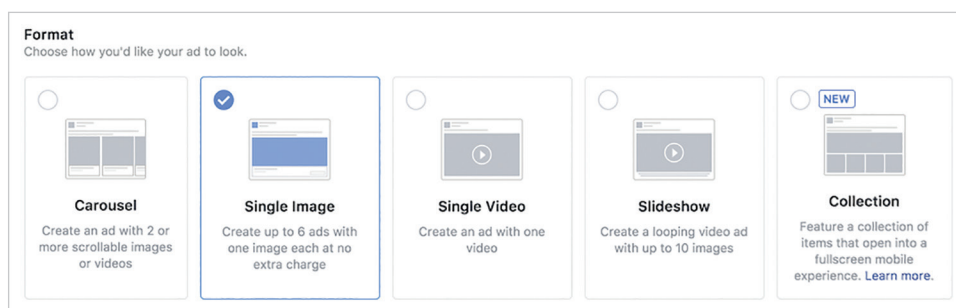 Format
Choose how you'd like your ad to look.
Carousel
Create an ad with 2 or
more scrollable images
or videos
Single Image
Create up to 6 ads with
one image each at no
extra charge
Single Video
Create an ad with one
video
Slideshow
Create a looping video ad
with up to 10 images
NEW
Collection
Feature a collection of
items that open into a
fullscreen mobile
experience. Learn more.